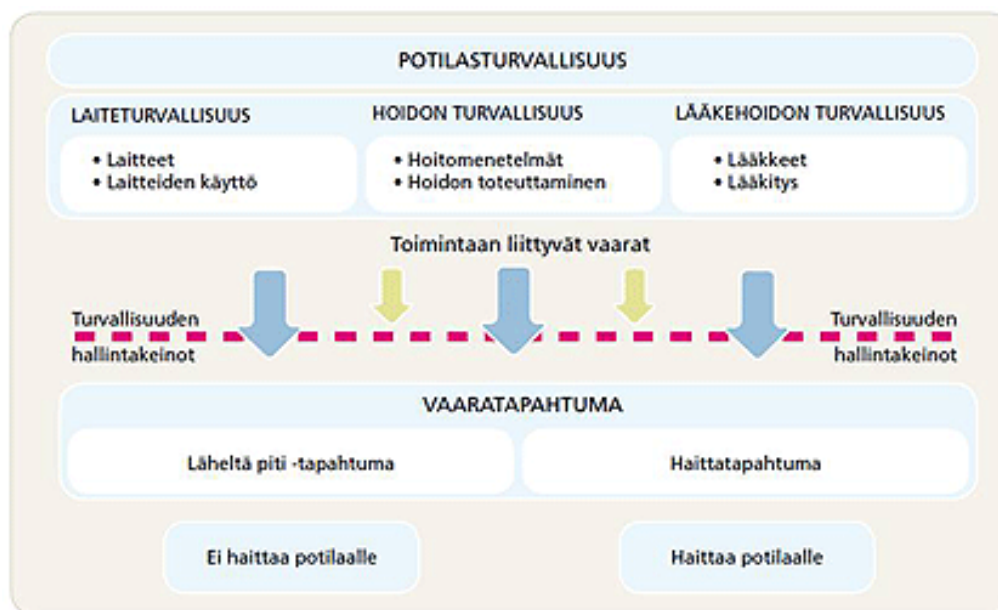 POTILASTURVALLISUUS
LAITETURVALLISUUS
• Laitteet
• Laitteiden käyttö
HOIDON TURVALLISUUS
• Hoitomenetelmät
• Hoidon toteuttaminen
LÄÄKEHOIDON TURVALLISUUS
• Lääkkeet
• Lääkitys
Toimintaan liittyvät vaarat
Turvallisuuden
hallintakeinot
Turvallisuuden
hallintakeinot
VAARATAPAHTUMA
Läheltä piti -tapahtuma
Haittatapahtuma
Ei haittaa potilaalle
Haittaa potilaalle